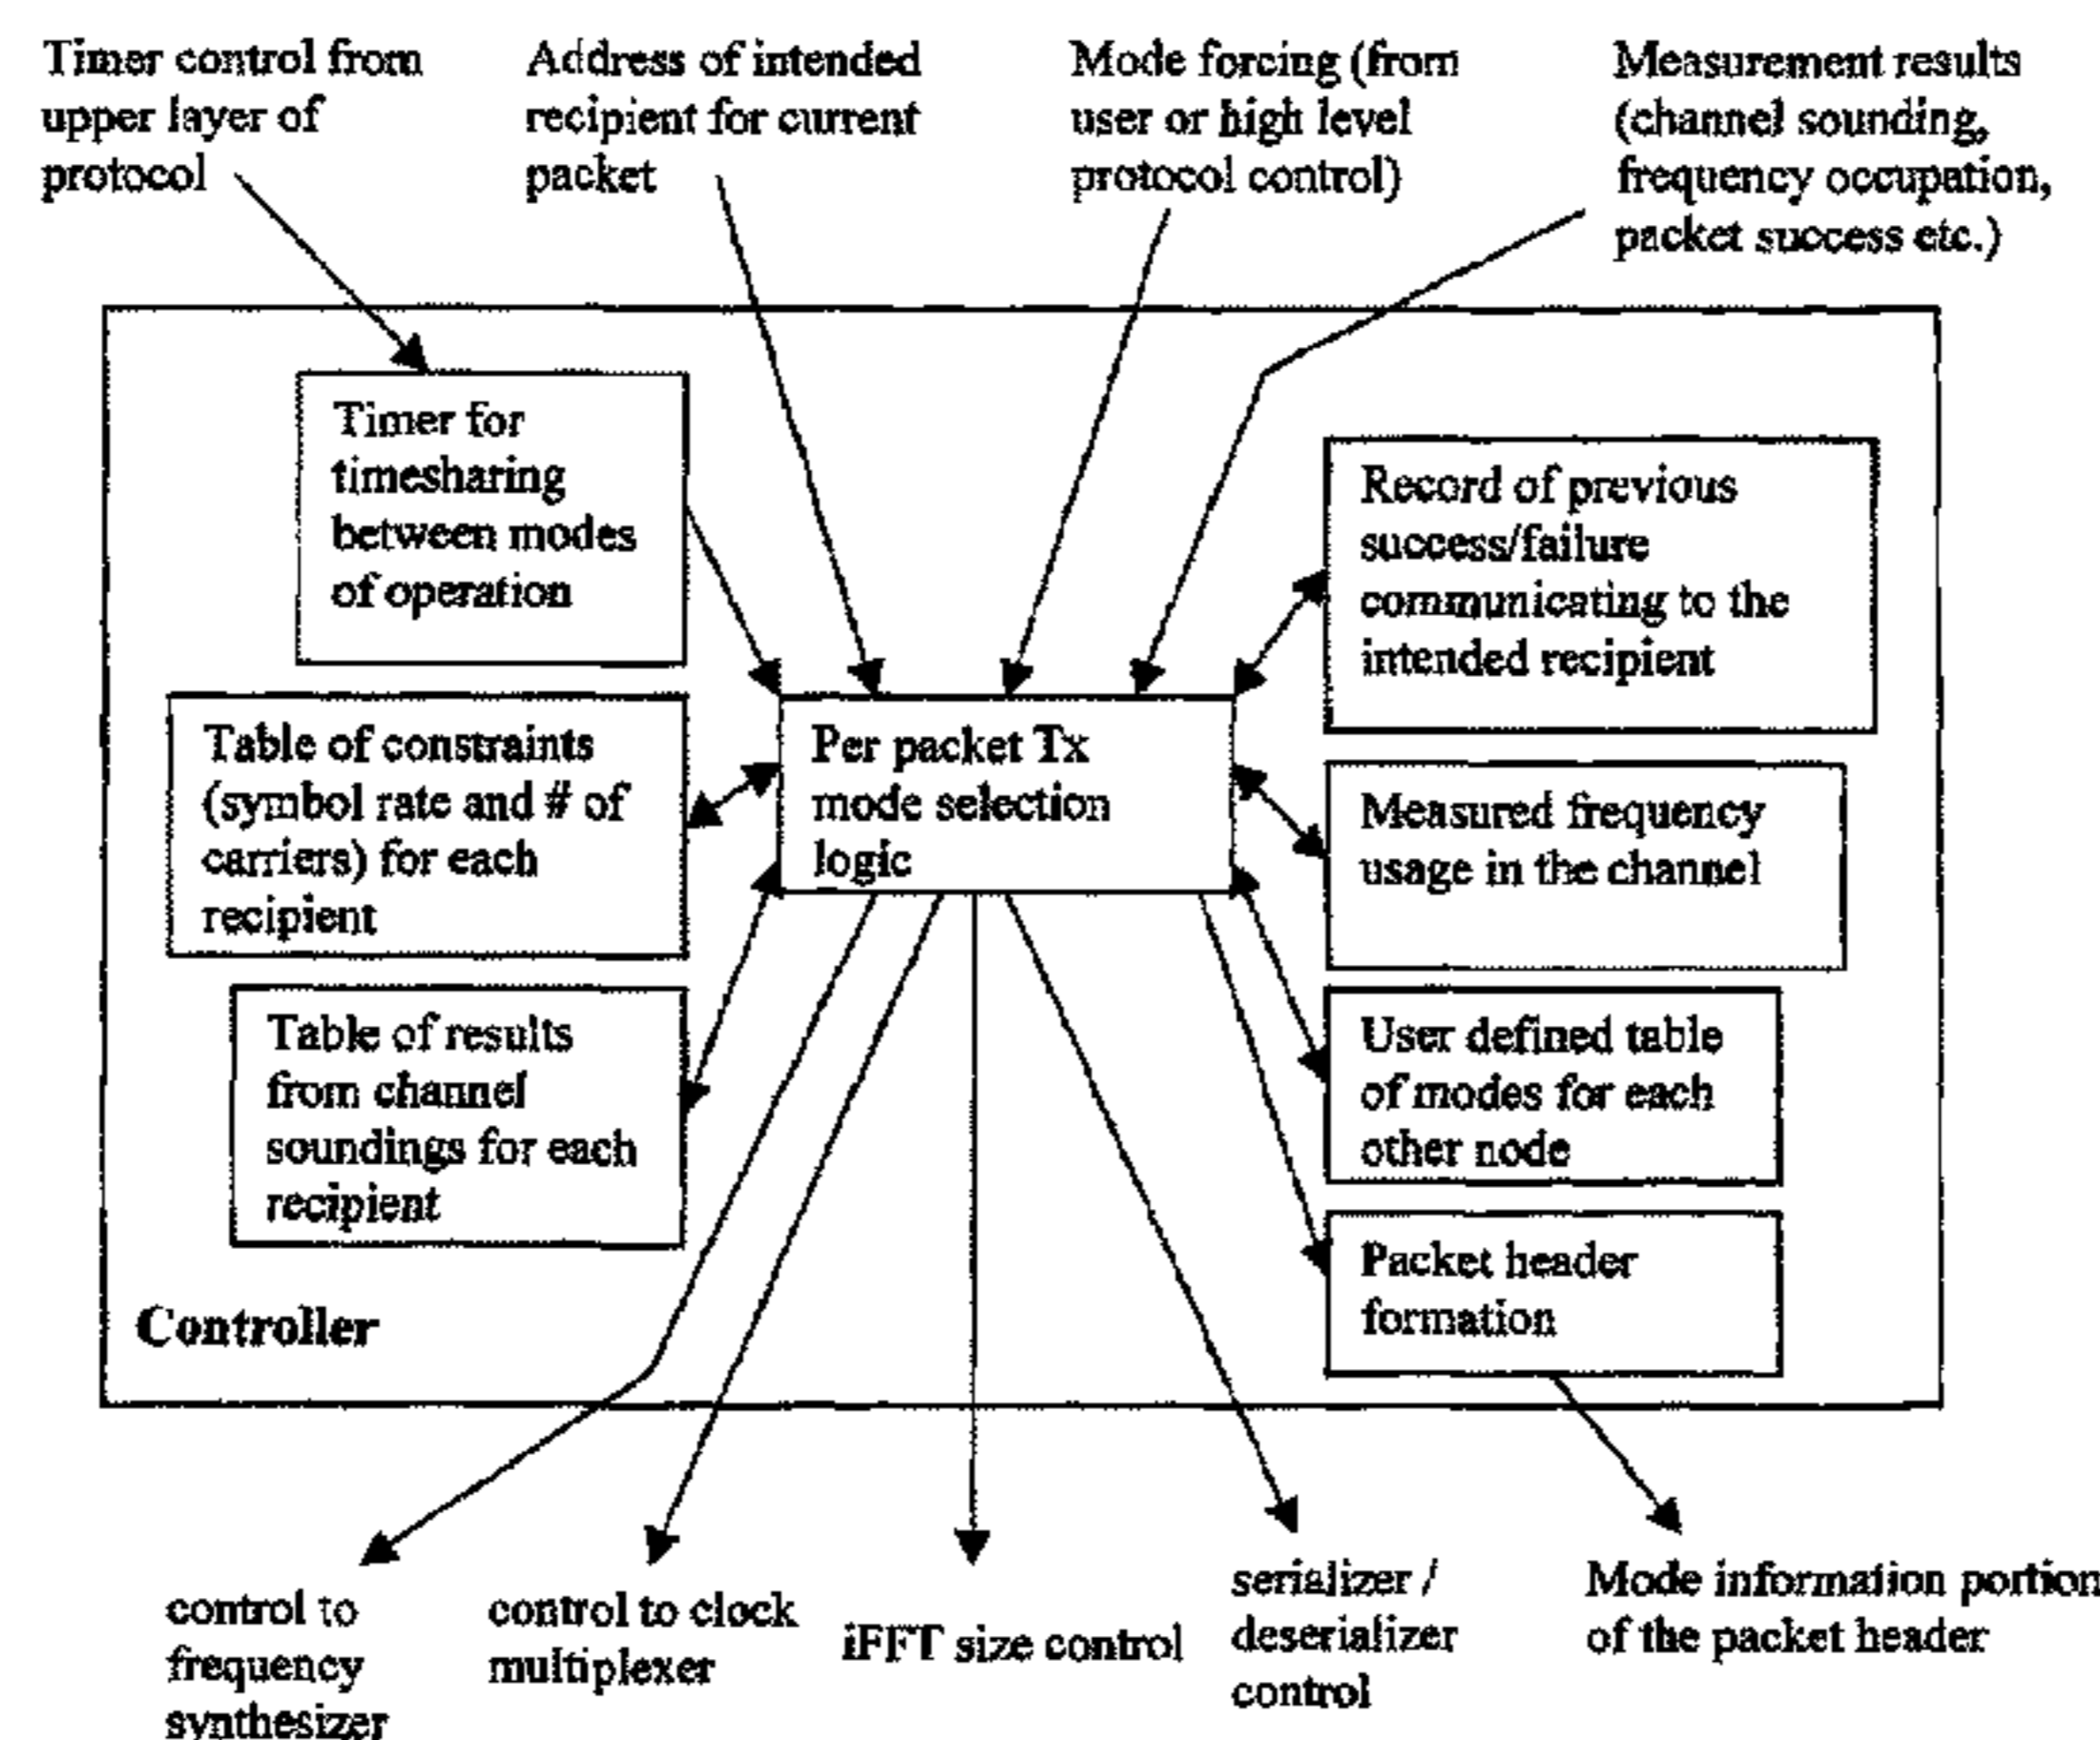 Timer control from
upper layer of
protocol
Address of intended
recipient for current
packet
Mode forcing (from
user or high level
protocol control)
Measurement results
(channel sounding,
frequency occupation,
packet success etc.)
Timer for
timesharing
between modes
of operation
Record of previous
success/failure
communicating to the
intended recipient
Table of constraints
(symbol rate and # of
carriers) for each
recipient
Per packet Tx
mode selection
logic
Measured frequency
usage in the channel
Table of results
from channel
soundings for each
recipient
User defined table
of modes for each
other node
Packet header
formation
Controller
control to
frequency
synthesizer
control to clock
multiplexer
iFFT size control
serializer /
deserializer
control
Mode information portion
of the packet header